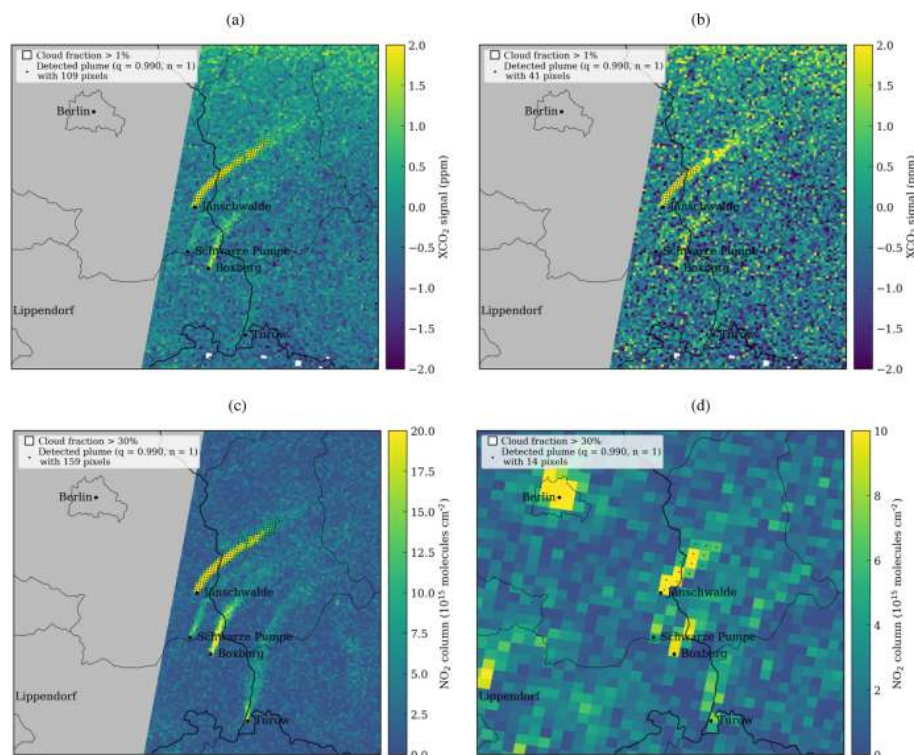 (a)
Cloud fraction > 1%
Detected plume (q = 0.990, n = 1)
with 109 pixels
Berlin
Jänschwalde
Schwarze Pumpe
Boxberg
Lippendorf
Turow
2.0
1.5
1.0
0.5
0.0
−0.5
−1.0
−1.5
−2.0
XCO₂ signal (ppm)
(b)
Cloud fraction > 1%
Detected plume (q = 0.990, n = 1)
with 41 pixels
Berlin
Jänschwalde
Schwarze Pumpe
Boxberg
Lippendorf
Turow
2.0
1.5
1.0
0.5
0.0
−0.5
−1.0
−1.5
−2.0
XCO₂ signal (ppm)
(c)
Cloud fraction > 30%
Detected plume (q = 0.990, n = 1)
with 159 pixels
Berlin
Jänschwalde
Schwarze Pumpe
Boxberg
Lippendorf
Turow
20.0
17.5
15.0
12.5
10.0
7.5
5.0
2.5
0.0
NO₂ column (10¹⁵ molecules cm⁻²)
(d)
Cloud fraction > 30%
Detected plume (q = 0.990, n = 1)
with 14 pixels
Berlin
Jänschwalde
Schwarze Pumpe
Boxberg
Lippendorf
Turow
10
8
6
4
2
0
NO₂ column (10¹⁵ molecules cm⁻²)